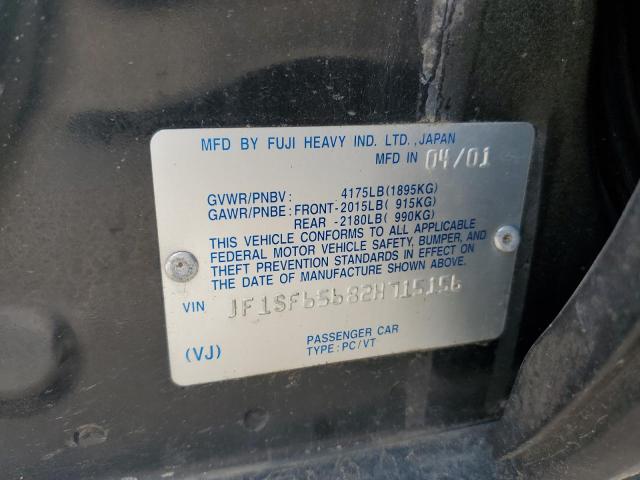 MFD BY FUJI HEAVY IND. LTD., JAPAN
MFD IN 04/01
GVWR/PNBV: 4175LB(1895KG)
GAWR/PNBE: FRONT-2015LB( 915KG)
REAR -2180LB( 990KG)
THIS VEHICLE CONFORMS TO ALL APPLICABLE
FEDERAL MOTOR VEHICLE SAFETY, BUMPER, AND
THEFT PREVENTION STANDARDS IN EFFECT ON
THE DATE OF MANUFACTURE SHOWN ABOVE.
VIN JF1SF65682H715156
(VJ) PASSENGER CAR
TYPE: PC/VT